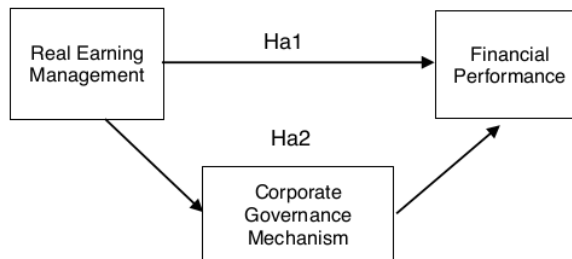 Real Earning
Management
Ha1
Financial
Performance
Ha2
Corporate
Governance
Mechanism